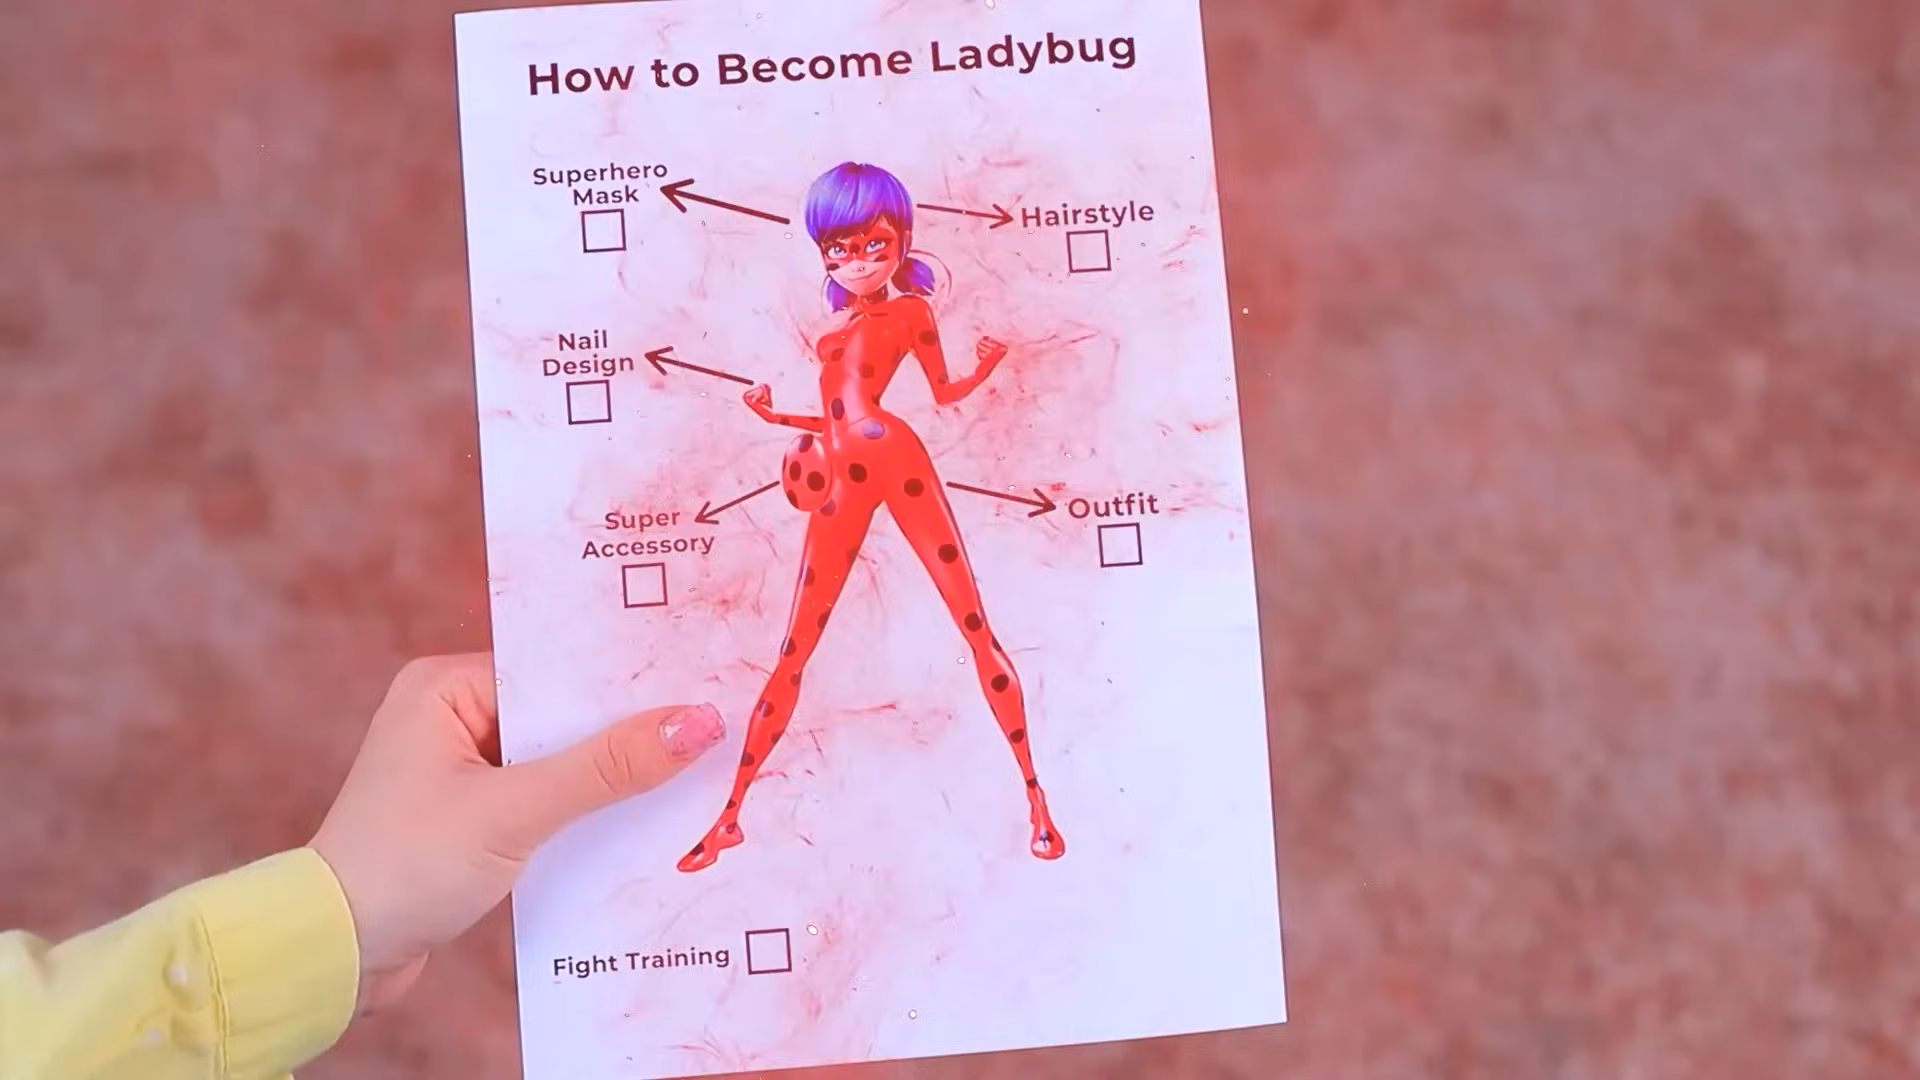 How to Become Ladybug
Superhero
Mask
Hairstyle
Nail
Design
Super
Accessory
Outfit
Fight Training